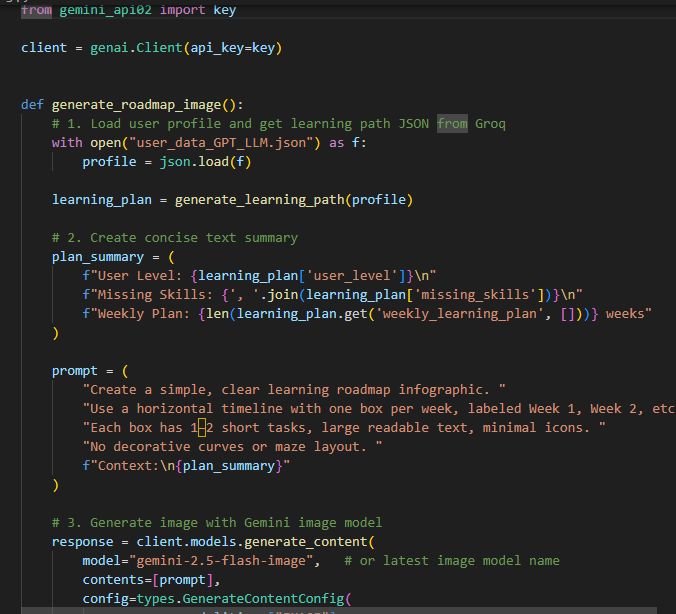 from gemini_api02 import key
client = genai.Client(api_key=key)
def generate_roadmap_image():
# 1. Load user profile and get learning path JSON from Groq
with open("user_data_GPT_LLM.json") as f:
profile = json.load(f)
learning_plan = generate_learning_path(profile)
# 2. Create concise text summary
plan_summary = (
f"User Level: {learning_plan['user_level']}\n"
f"Missing Skills: {', '.join(learning_plan['missing_skills'])}\n"
f"Weekly Plan: {len(learning_plan.get('weekly_learning_plan', []))} weeks"
)
prompt = (
"Create a simple, clear learning roadmap infographic. "
"Use a horizontal timeline with one box per week, labeled Week 1, Week 2, etc
"Each box has 1–2 short tasks, large readable text, minimal icons. "
"No decorative curves or maze layout. "
f"Context:\n{plan_summary}"
)
# 3. Generate image with Gemini image model
response = client.models.generate_content(
model="gemini-2.5-flash-image",   # or latest image model name
contents=[prompt],
config=types.GenerateContentConfig(